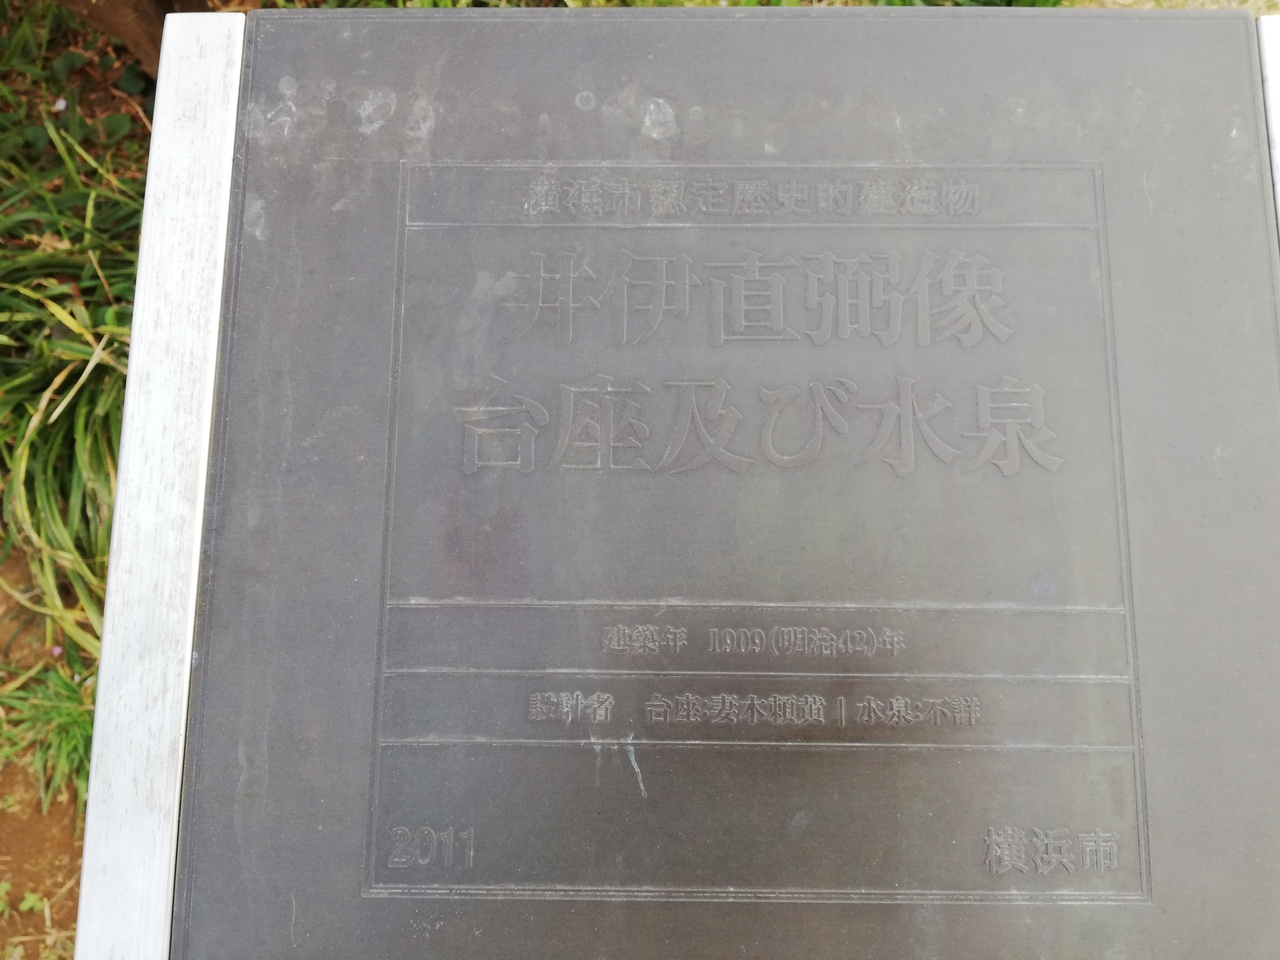 横浜市認定歴史的建造物
井伊直弼像
台座及び水泉
建築年 1909(明治42)年
設計者 台座:妻木頼黄｜水泉:不詳
2011
横浜市